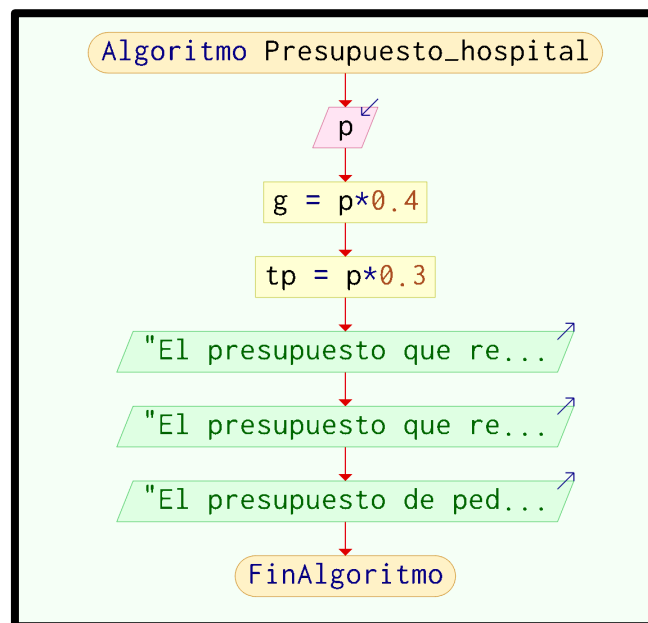 Algoritmo Presupuesto_hospital
p
g = p*0.4
tp = p*0.3
"El presupuesto que re...
"El presupuesto que re...
"El presupuesto de ped...
FinAlgoritmo